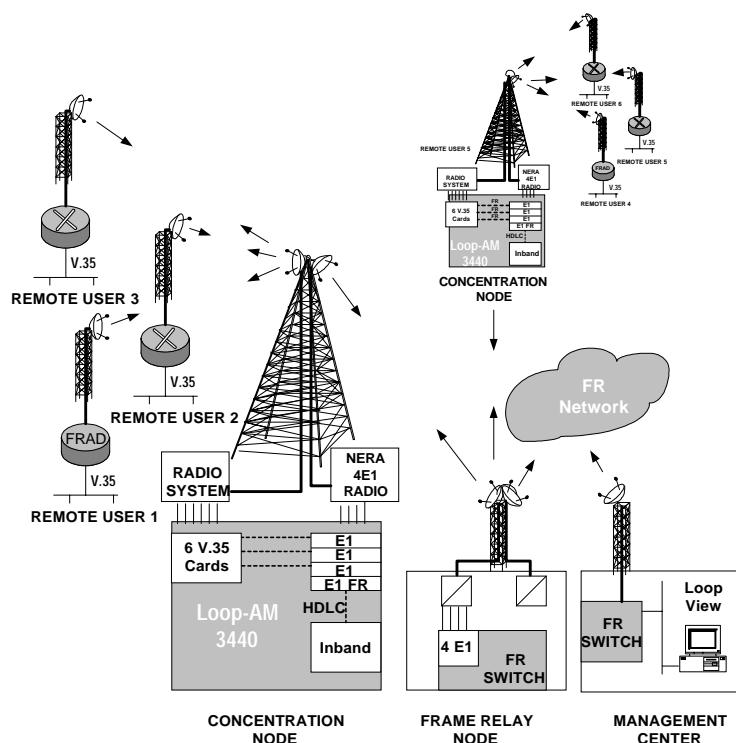 V.35
REMOTE USER 3
V.35
REMOTE USER 2
FRAD
V.35
REMOTE USER 1
RADIO
SYSTEM
NERA
4E1
RADIO
6 V.35
Cards
E1
E1
E1
E1 FR
HDLC
Loop-AM
3440
Inband
CONCENTRATION
NODE
REMOTE USER 5
RADIO
SYSTEM
NERA
4E1
RADIO
6 V.35
Cards
FR
FR
FR
E1
E1
E1
E1 FR
HDLC
Loop-AM
3440
Inband
CONCENTRATION
NODE
V.35
REMOTE USER 6
V.35
REMOTE USER 5
FRAD
V.35
REMOTE USER 4
FR
Network
4 E1
FR
SWITCH
FRAME RELAY
NODE
FR
SWITCH
Loop
View
MANAGEMENT
CENTER